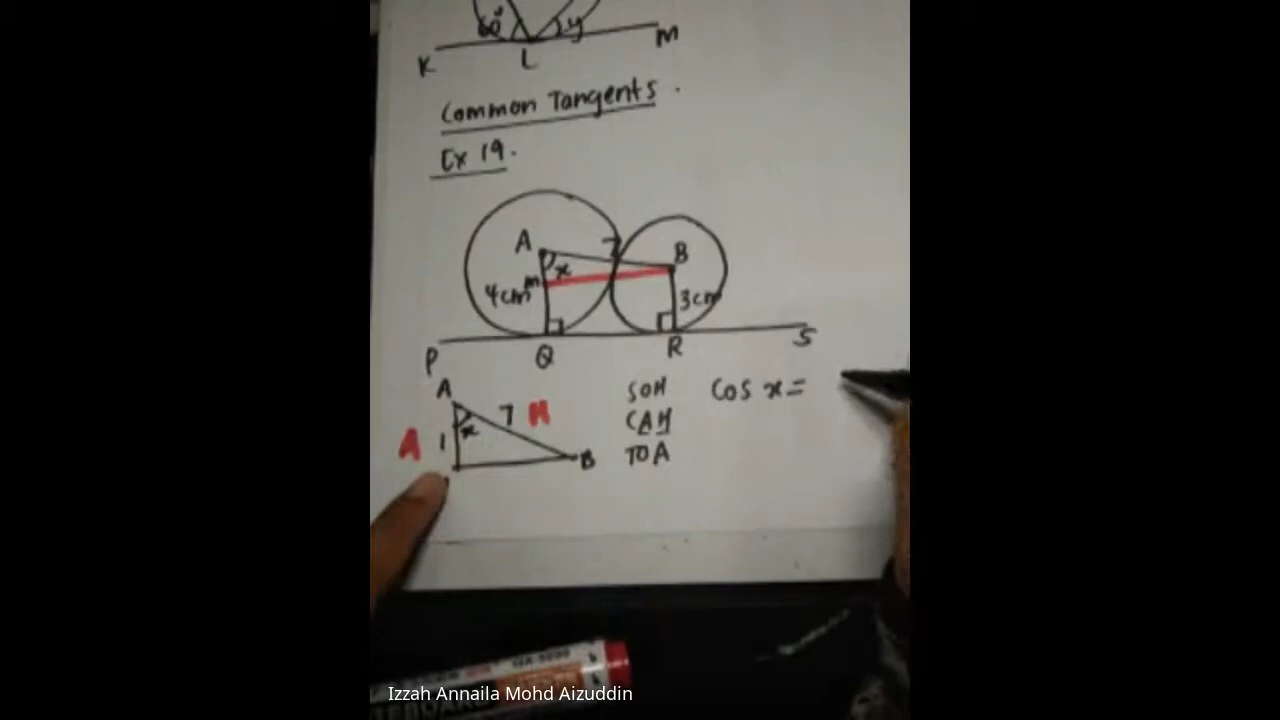 60° y
K L M
Common Tangents.
Ex 19.
A 7 B
x
M
4cm 3cm
P Q R S
A SOH Cos x =
7 H CAH
A 1 x
B TOA
Izzah Annaila Mohd Aizuddin